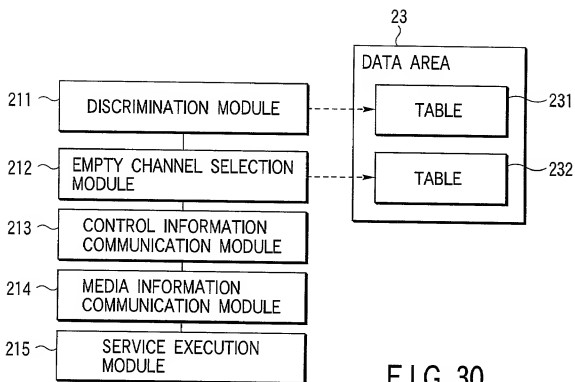 23
DATA AREA
211
DISCRIMINATION MODULE
TABLE
231
212
EMPTY CHANNEL SELECTION
MODULE
TABLE
232
213
CONTROL INFORMATION
COMMUNICATION MODULE
214
MEDIA INFORMATION
COMMUNICATION MODULE
215
SERVICE EXECUTION
MODULE
FIG. 30